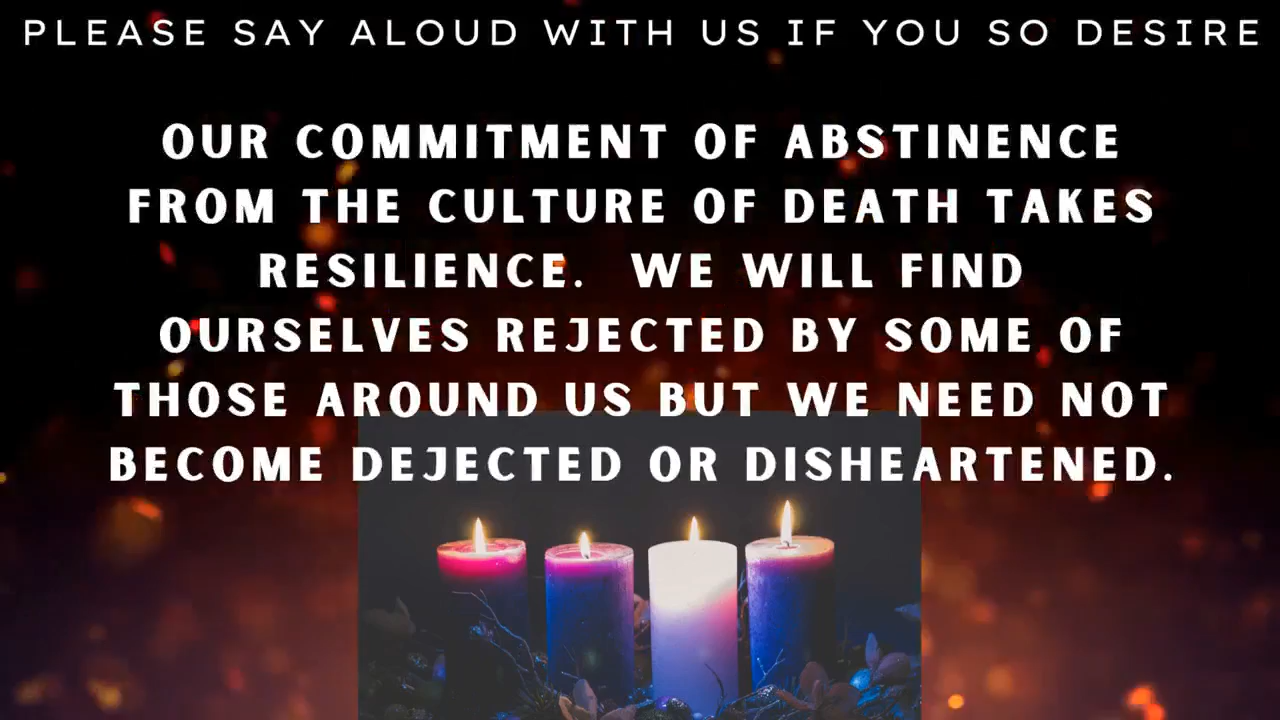 PLEASE SAY ALOUD WITH US IF YOU SO DESIRE
OUR COMMITMENT OF ABSTINENCE
FROM THE CULTURE OF DEATH TAKES
RESILIENCE. WE WILL FIND
OURSELVES REJECTED BY SOME OF
THOSE AROUND US BUT WE NEED NOT
BECOME DEJECTED OR DISHEARTENED.